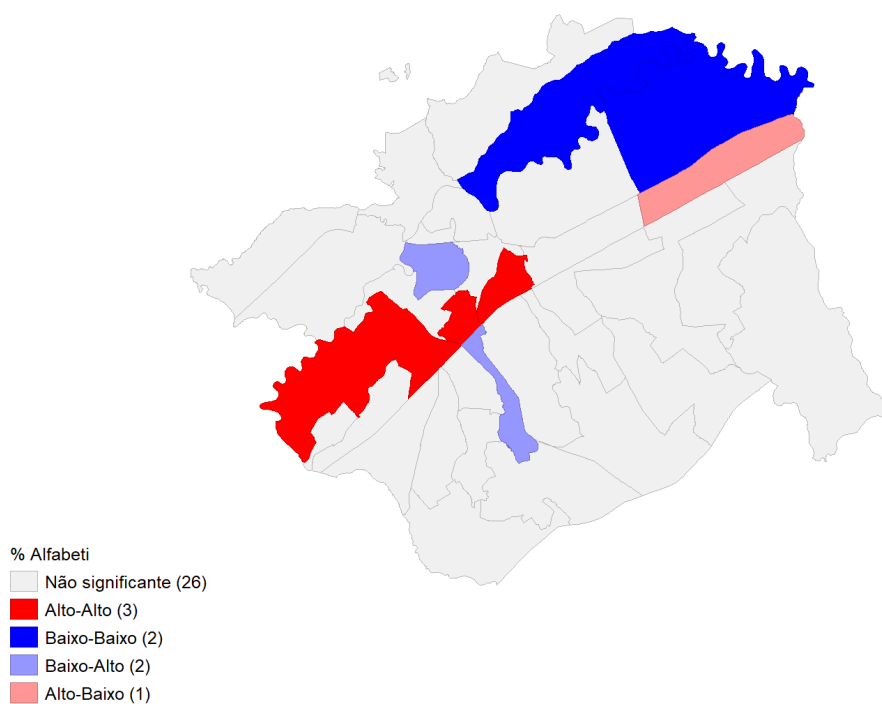 % Alfabeti
Não significante (26)
Alto-Alto (3)
Baixo-Baixo (2)
Baixo-Alto (2)
Alto-Baixo (1)